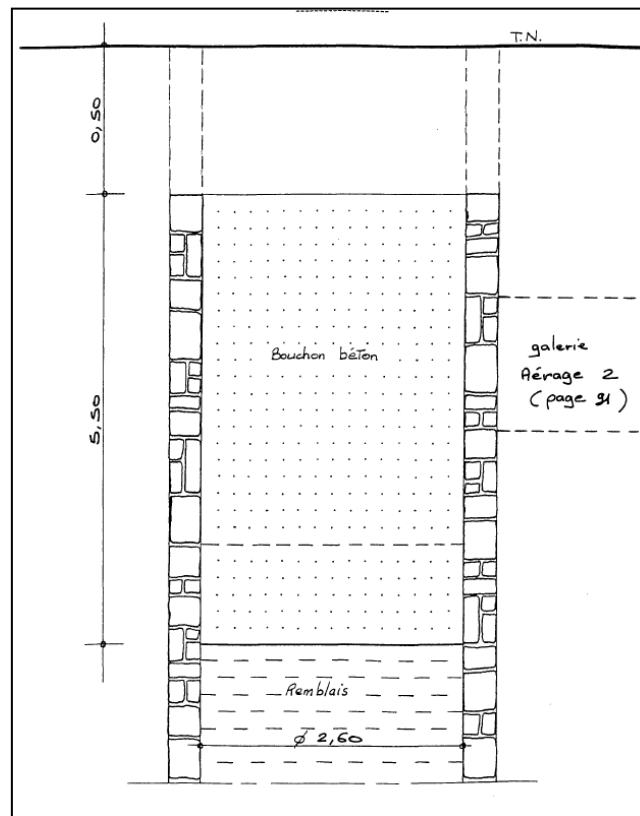 T.N.
0,50
Bouchon béton
galerie
Aérage 2
(page 91)
5,50
Remblais
ø 2,60